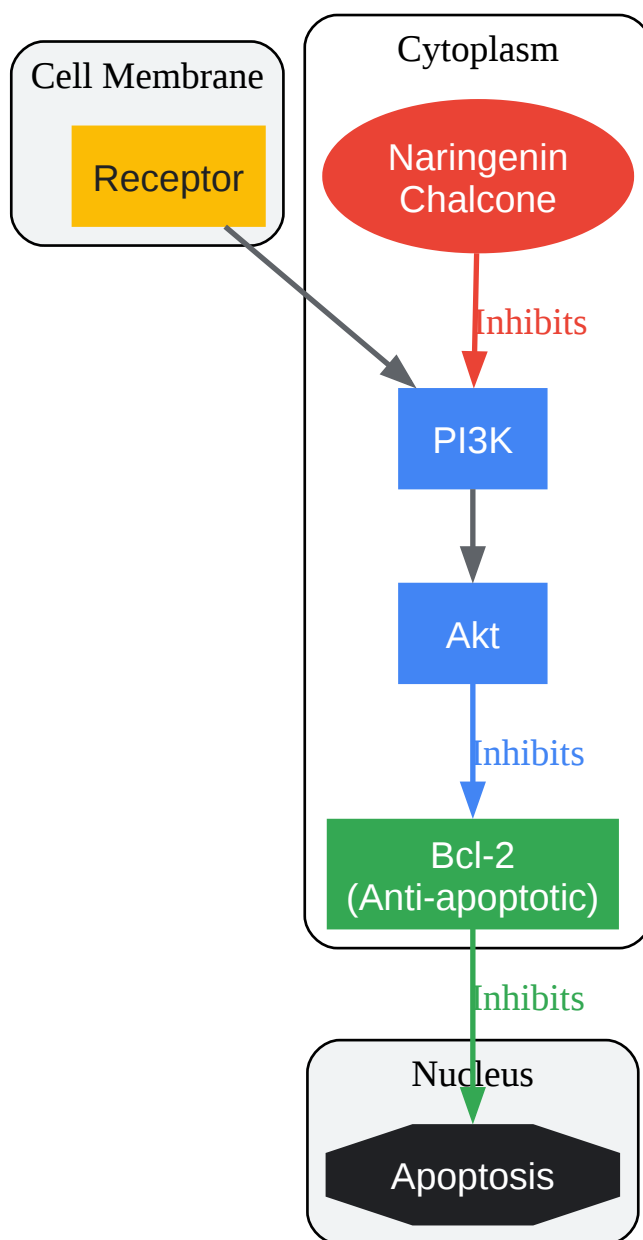 Cell Membrane
Receptor
Cytoplasm
Naringenin
Chalcone
Inhibits
PI3K
Akt
Inhibits
Bcl-2
(Anti-apoptotic)
Inhibits
Nucleus
Apoptosis